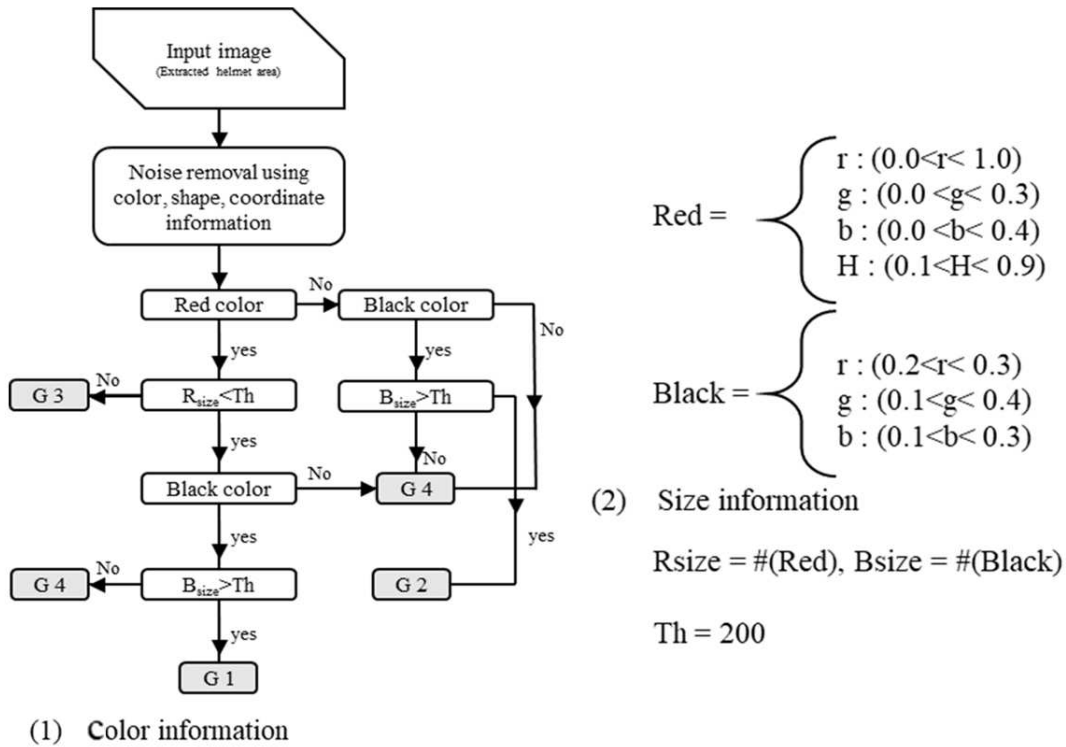 Input image
(Extracted helmet area)
Noise removal using
color, shape, coordinate
information
Red color
No
Black color
No
yes
yes
G 3
No
Rsize<Th
Bsize>Th
yes
No
Black color
No
G 4
yes
yes
G 4
No
Bsize>Th
G 2
yes
G 1
(1) Color information
Red =
r : (0.0<r< 1.0)
g : (0.0 <g< 0.3)
b : (0.0 <b< 0.4)
H : (0.1<H< 0.9)
Black =
r : (0.2<r< 0.3)
g : (0.1<g< 0.4)
b : (0.1<b< 0.3)
(2) Size information
Rsize = #(Red), Bsize = #(Black)
Th = 200